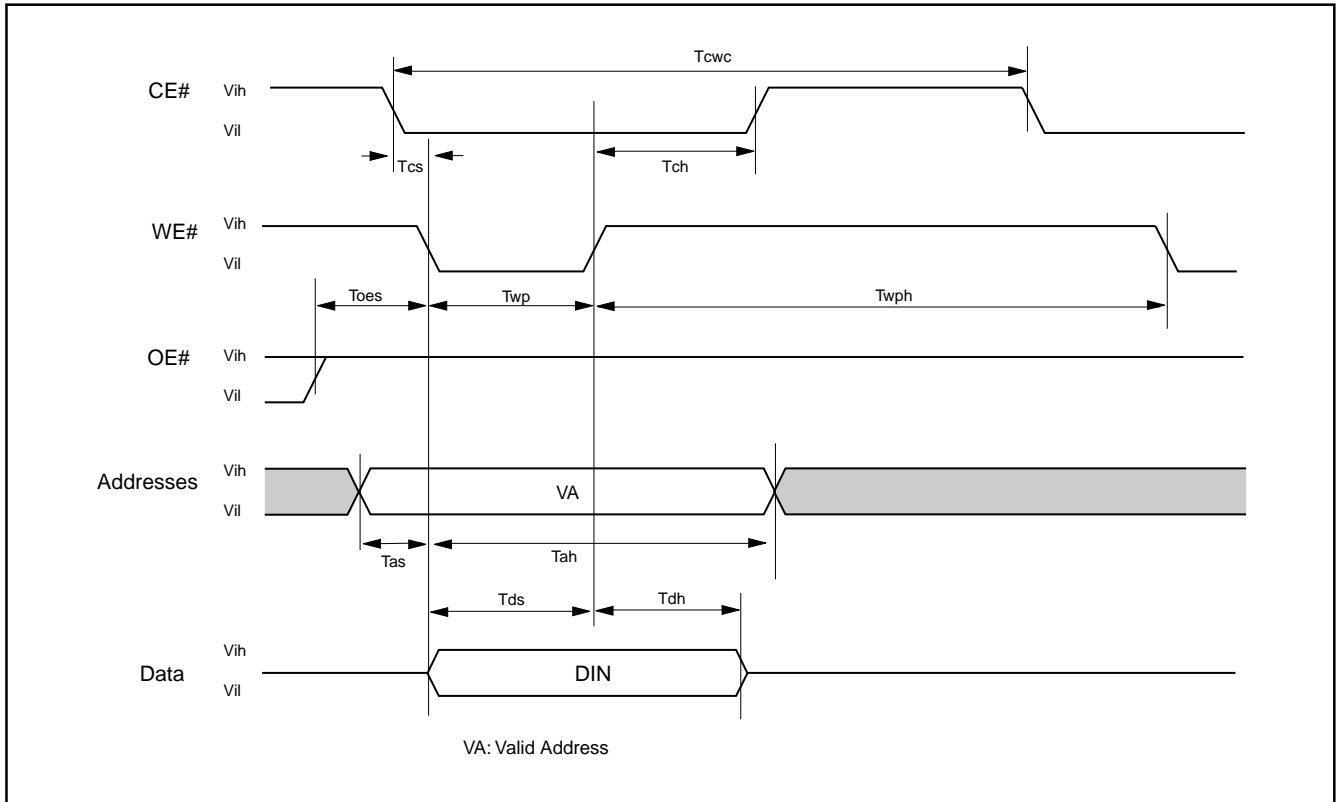 Tcwc
CE#
Vih
Vil
Tcs
Tch
WE#
Vih
Vil
Toes
Twp
Twph
OE#
Vih
Vil
Addresses
Vih
Vil
VA
Tas
Tah
Tds
Tdh
Data
Vih
Vil
DIN
VA: Valid Address